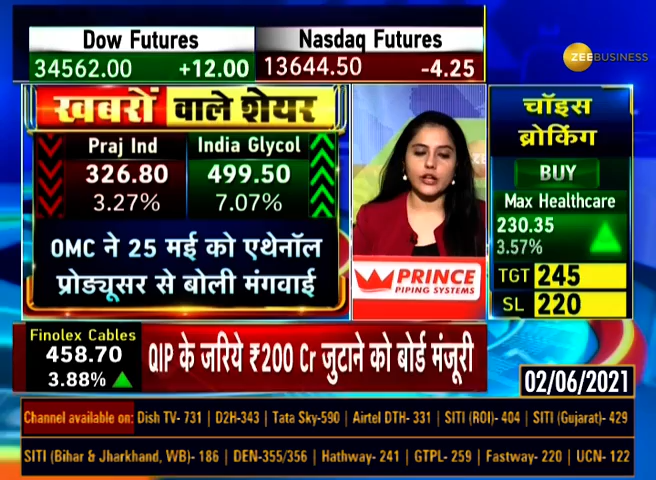 Dow Futures
34562.00 +12.00
Nasdaq Futures
13644.50 -4.25
ZEEBUSINESS
खबरों वाले शेयर
Praj Ind
326.80
3.27%
India Glycol
499.50
7.07%
OMC ने 25 मई को एथेनॉल
प्रोड्यूसर से बोली मंगवाई
PRINCE
PIPING SYSTEMS
चॉइस
ब्रोकिंग
BUY
Max Healthcare
230.35
3.57%
TGT 245
SL 220
Finolex Cables
458.70
3.88%
QIP के जरिये ₹200 Cr जुटाने को बोर्ड मंजूरी
02/06/2021
Channel available on: Dish TV- 731 | D2H-343 | Tata Sky-590 | Airtel DTH- 331 | SITI (ROI)- 404 | SITI (Gujarat)- 429
SITI (Bihar & Jharkhand, WB)- 186 | DEN-355/356 | Hathway- 241 | GTPL- 259 | Fastway- 220 | UCN- 122